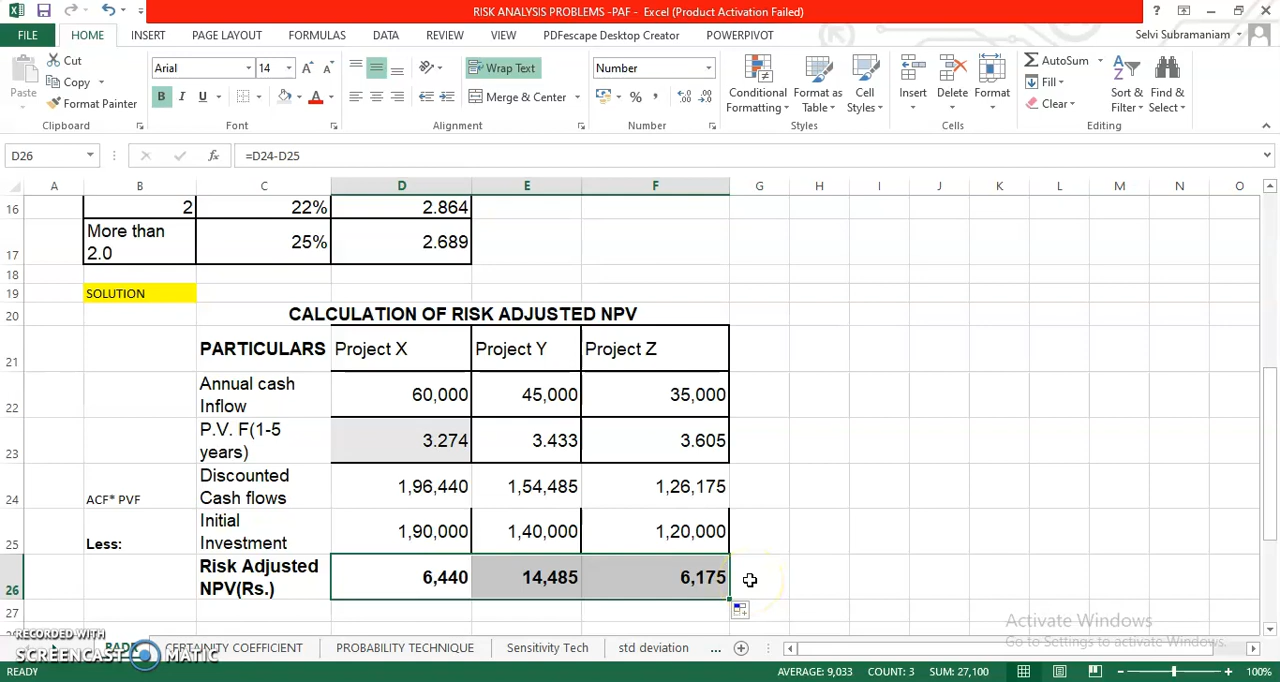 RISK ANALYSIS PROBLEMS -PAF - Excel (Product Activation Failed)
FILE HOME INSERT PAGE LAYOUT FORMULAS DATA REVIEW VIEW PDFescape Desktop Creator POWERPIVOT Selvi Subramaniam
Paste Cut Copy Format Painter
Arial 14
B I U
Wrap Text
Merge & Center
Number
Conditional Formatting Format as Table Cell Styles
Insert Delete Format
AutoSum Fill Clear
Sort & Filter Find & Select
Clipboard Font Alignment Number Styles Cells Editing
D26 fx =D24-D25
A B C D E F G H I J K L M N O
16 2 22% 2.864
17 More than 2.0 25% 2.689
18
19 SOLUTION
20 CALCULATION OF RISK ADJUSTED NPV
21 PARTICULARS Project X Project Y Project Z
22 Annual cash Inflow 60,000 45,000 35,000
23 P.V. F(1-5 years) 3.274 3.433 3.605
24 ACF* PVF Discounted Cash flows 1,96,440 1,54,485 1,26,175
25 Less: Initial Investment 1,90,000 1,40,000 1,20,000
26 Risk Adjusted NPV(Rs.) 6,440 14,485 6,175
27
Activate Windows
Go to Settings to activate Windows.
RECORDED WITH
SCREENCAST MATIC
ensitivity Tech std deviation ...
READY AVERAGE: 9,033 COUNT: 3 SUM: 27,100 100%